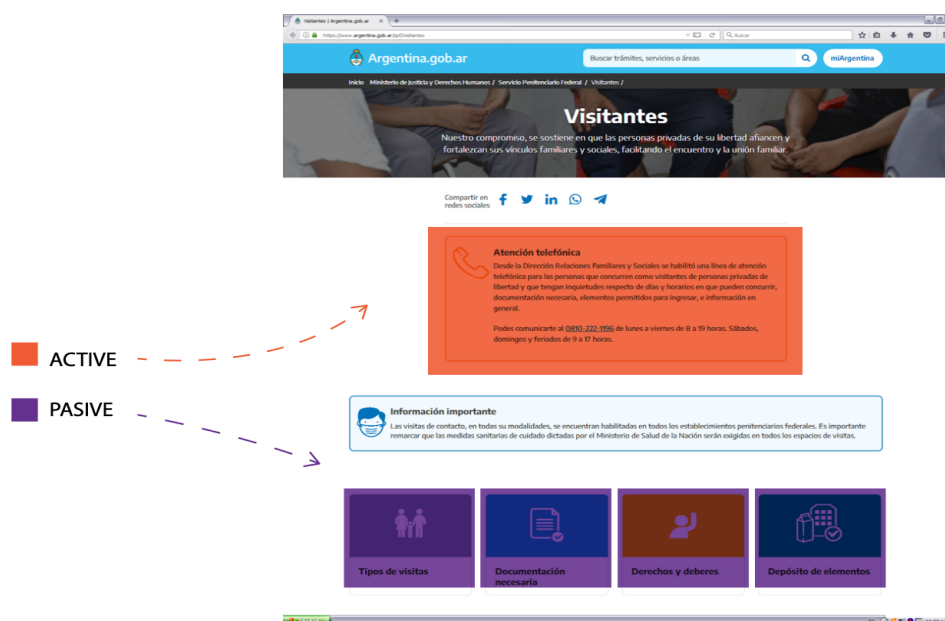 Visitantes | Argentina.gob.ar
https://www.argentina.gob.ar/spf/visitantes
Buscar
Argentina.gob.ar
Buscar trámites, servicios o áreas
miArgentina
Inicio Ministerio de Justicia y Derechos Humanos / Servicio Penitenciario Federal / Visitantes /
Visitantes
Nuestro compromiso, se sostiene en que las personas privadas de su libertad afiancen y
fortalezcan sus vínculos familiares y sociales, facilitando el encuentro y la unión familiar.
Compartir en
redes sociales
Atención telefónica
Desde la Dirección Relaciones Familiares y Sociales se habilitó una línea de atención
telefónica para las personas que concurren como visitantes de personas privadas de
libertad y que tengan inquietudes respecto de días y horarios en que pueden concurrir,
documentación necesaria, elementos permitidos para ingresar, e información en
general.
Podes comunicarte al 0810-222-1196 de lunes a viernes de 8 a 19 horas. Sábados,
domingos y feriados de 9 a 17 horas.
ACTIVE
PASIVE
Información importante
Las visitas de contacto, en todas su modalidades, se encuentran habilitadas en todos los establecimientos penitenciarios federales. Es importante
remarcar que las medidas sanitarias de cuidado dictadas por el Ministerio de Salud de la Nación serán exigidas en todos los espacios de visitas.
Tipos de visitas
Documentación
necesaria
Derechos y deberes
Depósito de elementos